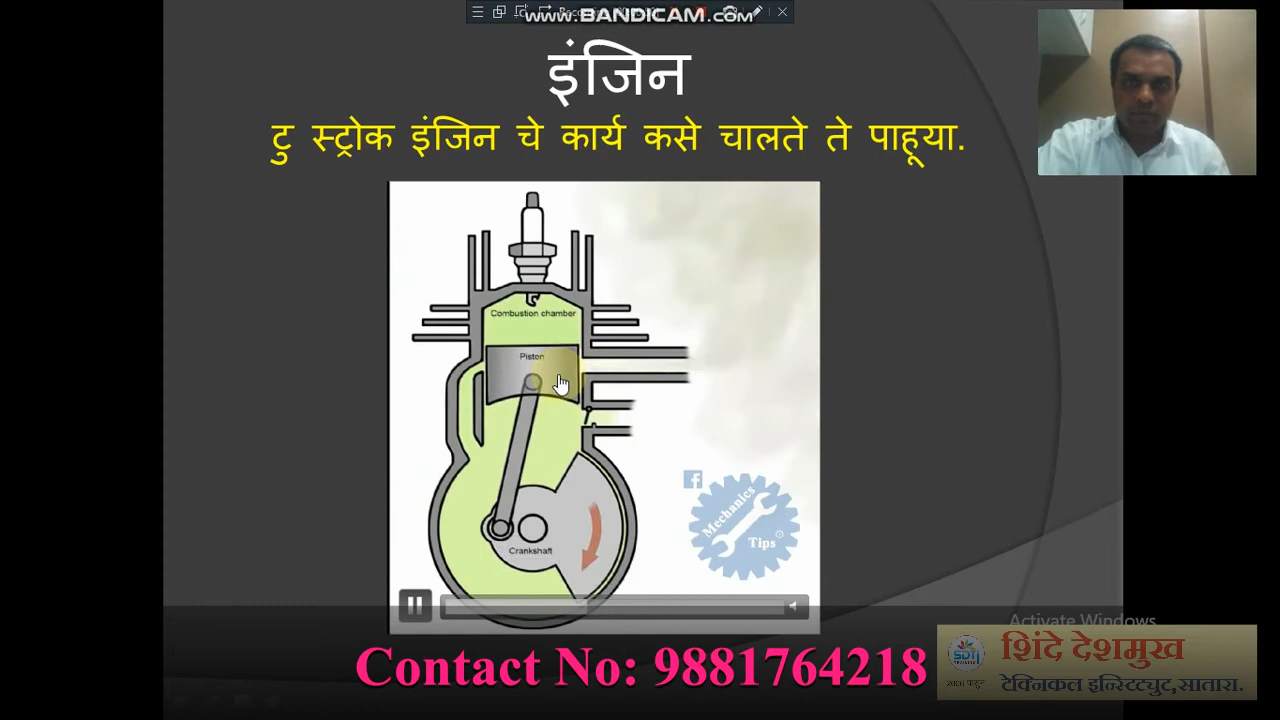 www.BANDICAM.com
इंजिन
टु स्ट्रोक इंजिन चे कार्य कसे चालते ते पाहूया.
Combustion chamber
Piston
Crankshaft
Mechanics
Tips
Activate Windows
Contact No: 9881764218
शिंदे देशमुख
टेक्निकल इन्स्टिट्युट,सातारा.
SDTI